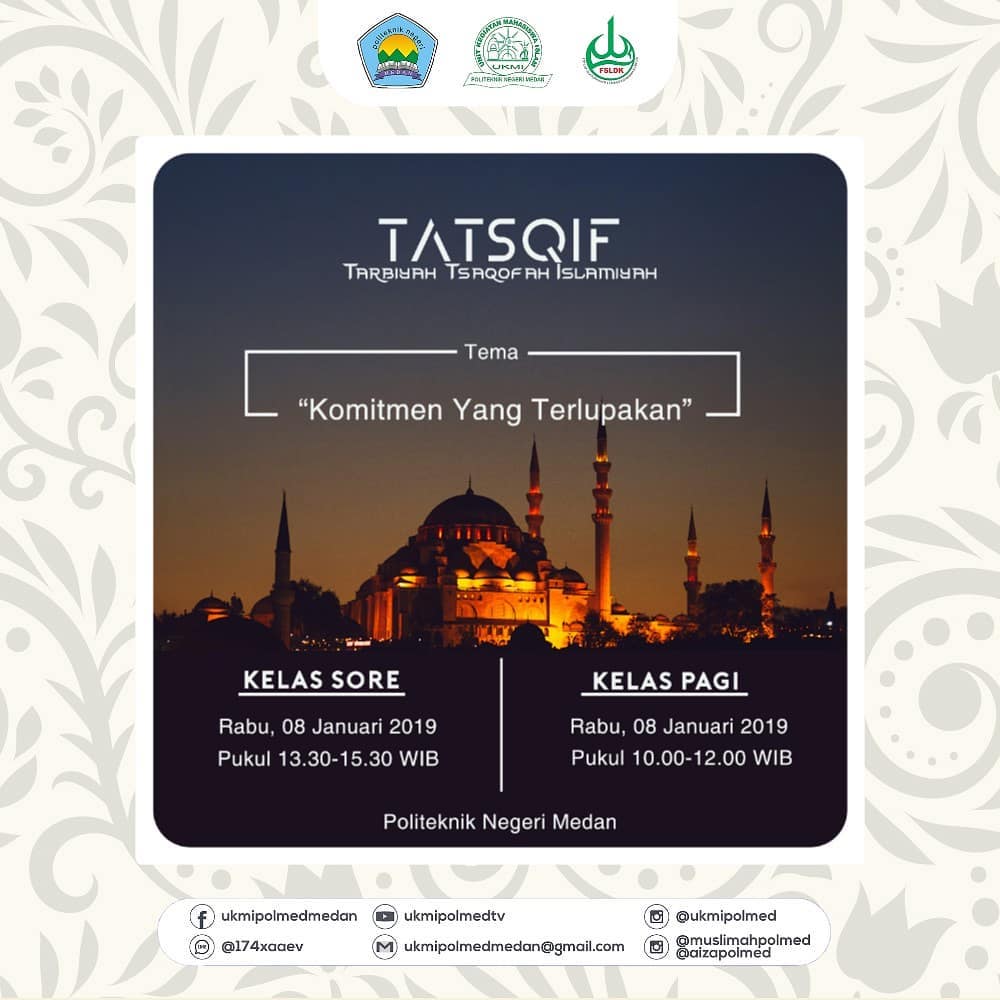 politeknik negeri
MEDAN
UNIT KEGIATAN MAHASISWA ISLAM
UKMI
POLITEKNIK NEGERI MEDAN
FSLDK
TATSQIF
Tarbiyah Tsaqofah Islamiyah
Tema
“Komitmen Yang Terlupakan”
KELAS SORE
Rabu, 08 Januari 2019
Pukul 13.30-15.30 WIB
KELAS PAGI
Rabu, 08 Januari 2019
Pukul 10.00-12.00 WIB
Politeknik Negeri Medan
ukmipolmedmedan
ukmipolmedtv
@ukmipolmed
@174xaaev
ukmipolmedmedan@gmail.com
@muslimahpolmed
@aizapolmed